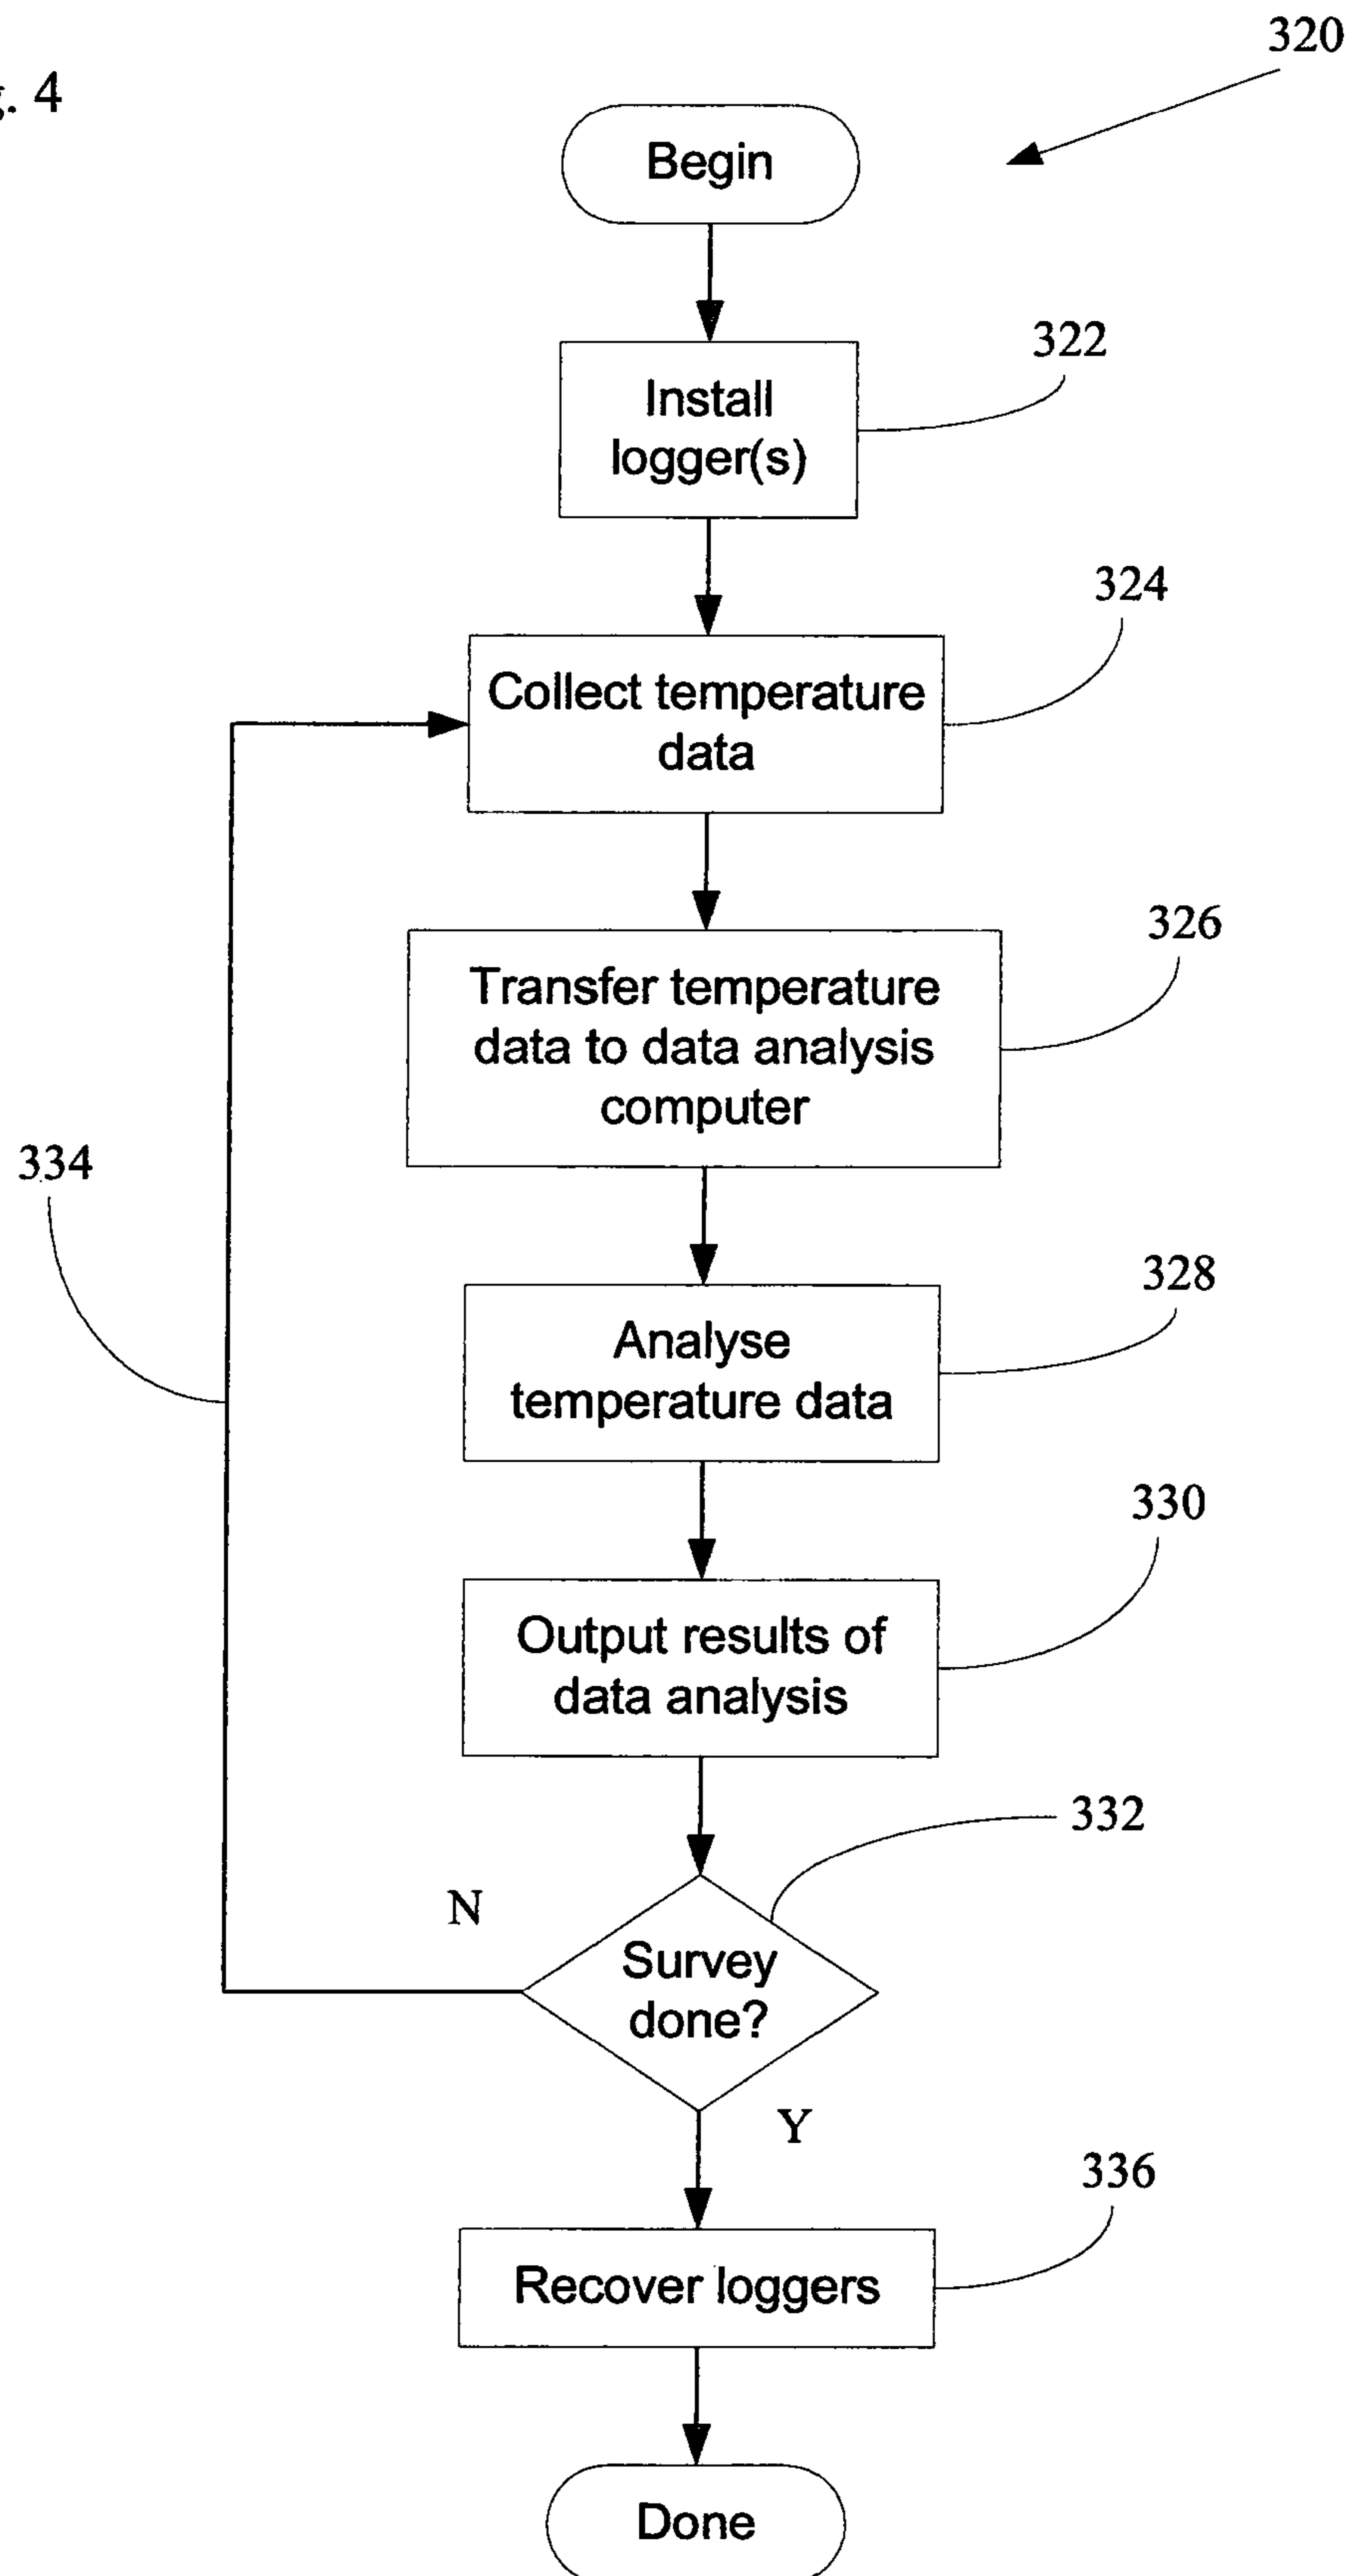 g. 4
320
Begin
322
Install
logger(s)
324
Collect temperature
data
326
Transfer temperature
data to data analysis
computer
334
328
Analyse
temperature data
330
Output results of
data analysis
332
N
Survey
done?
Y
336
Recover loggers
Done